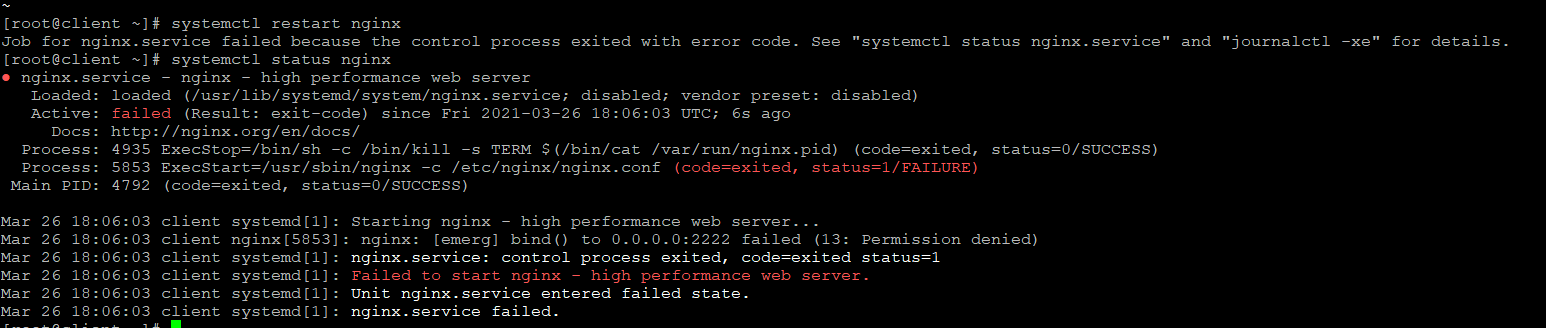 ~
[root@client ~]# systemctl restart nginx
Job for nginx.service failed because the control process exited with error code. See "systemctl status nginx.service" and "journalctl -xe" for details.
[root@client ~]# systemctl status nginx
● nginx.service - nginx - high performance web server
   Loaded: loaded (/usr/lib/systemd/system/nginx.service; disabled; vendor preset: disabled)
   Active: failed (Result: exit-code) since Fri 2021-03-26 18:06:03 UTC; 6s ago
     Docs: http://nginx.org/en/docs/
  Process: 4935 ExecStop=/bin/sh -c /bin/kill -s TERM $(/bin/cat /var/run/nginx.pid) (code=exited, status=0/SUCCESS)
  Process: 5853 ExecStart=/usr/sbin/nginx -c /etc/nginx/nginx.conf (code=exited, status=1/FAILURE)
 Main PID: 4792 (code=exited, status=0/SUCCESS)

Mar 26 18:06:03 client systemd[1]: Starting nginx - high performance web server...
Mar 26 18:06:03 client nginx[5853]: nginx: [emerg] bind() to 0.0.0.0:2222 failed (13: Permission denied)
Mar 26 18:06:03 client systemd[1]: nginx.service: control process exited, code=exited status=1
Mar 26 18:06:03 client systemd[1]: Failed to start nginx - high performance web server.
Mar 26 18:06:03 client systemd[1]: Unit nginx.service entered failed state.
Mar 26 18:06:03 client systemd[1]: nginx.service failed.
[root@client ~]#